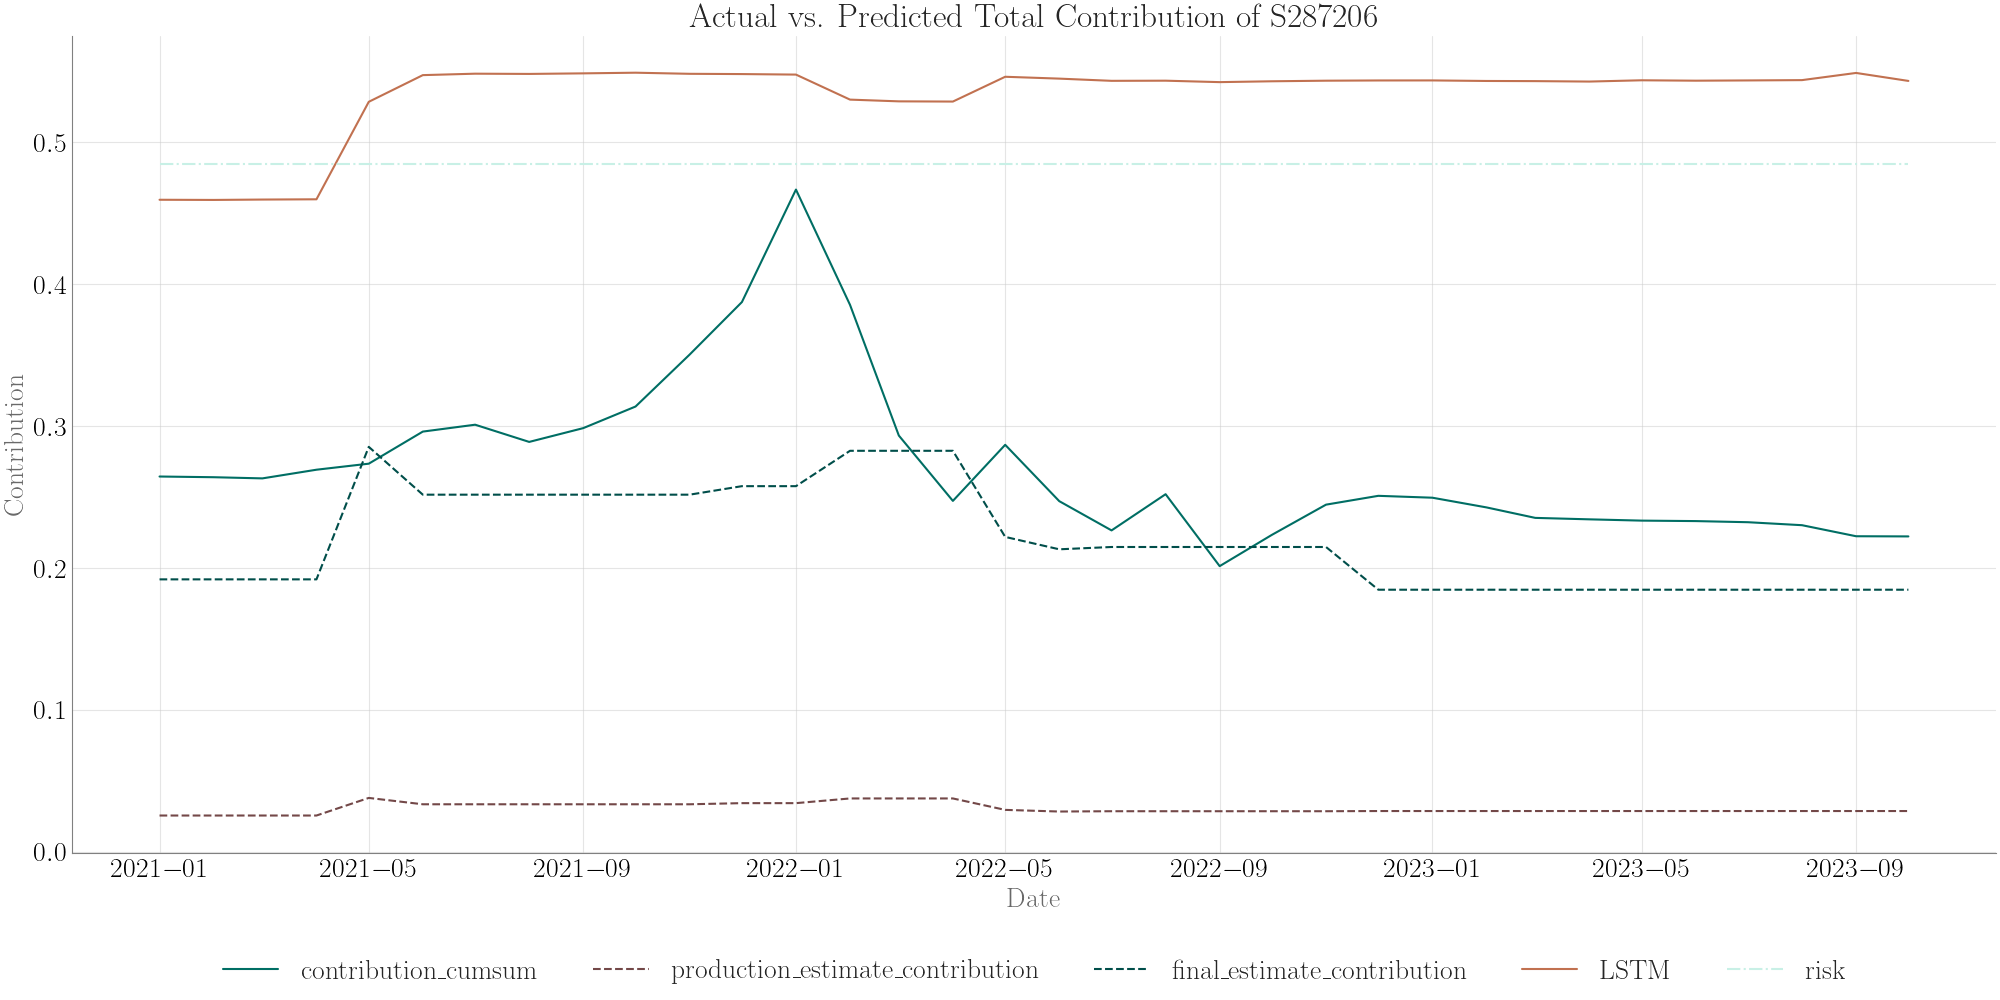 Actual vs. Predicted Total Contribution of S287206
Contribution
0.5
0.4
0.3
0.2
0.1
0.0
2021−01 2021−05 2021−09 2022−01 2022−05 2022−09 2023−01 2023−05 2023−09
Date
contribution_cumsum production_estimate_contribution final_estimate_contribution LSTM risk